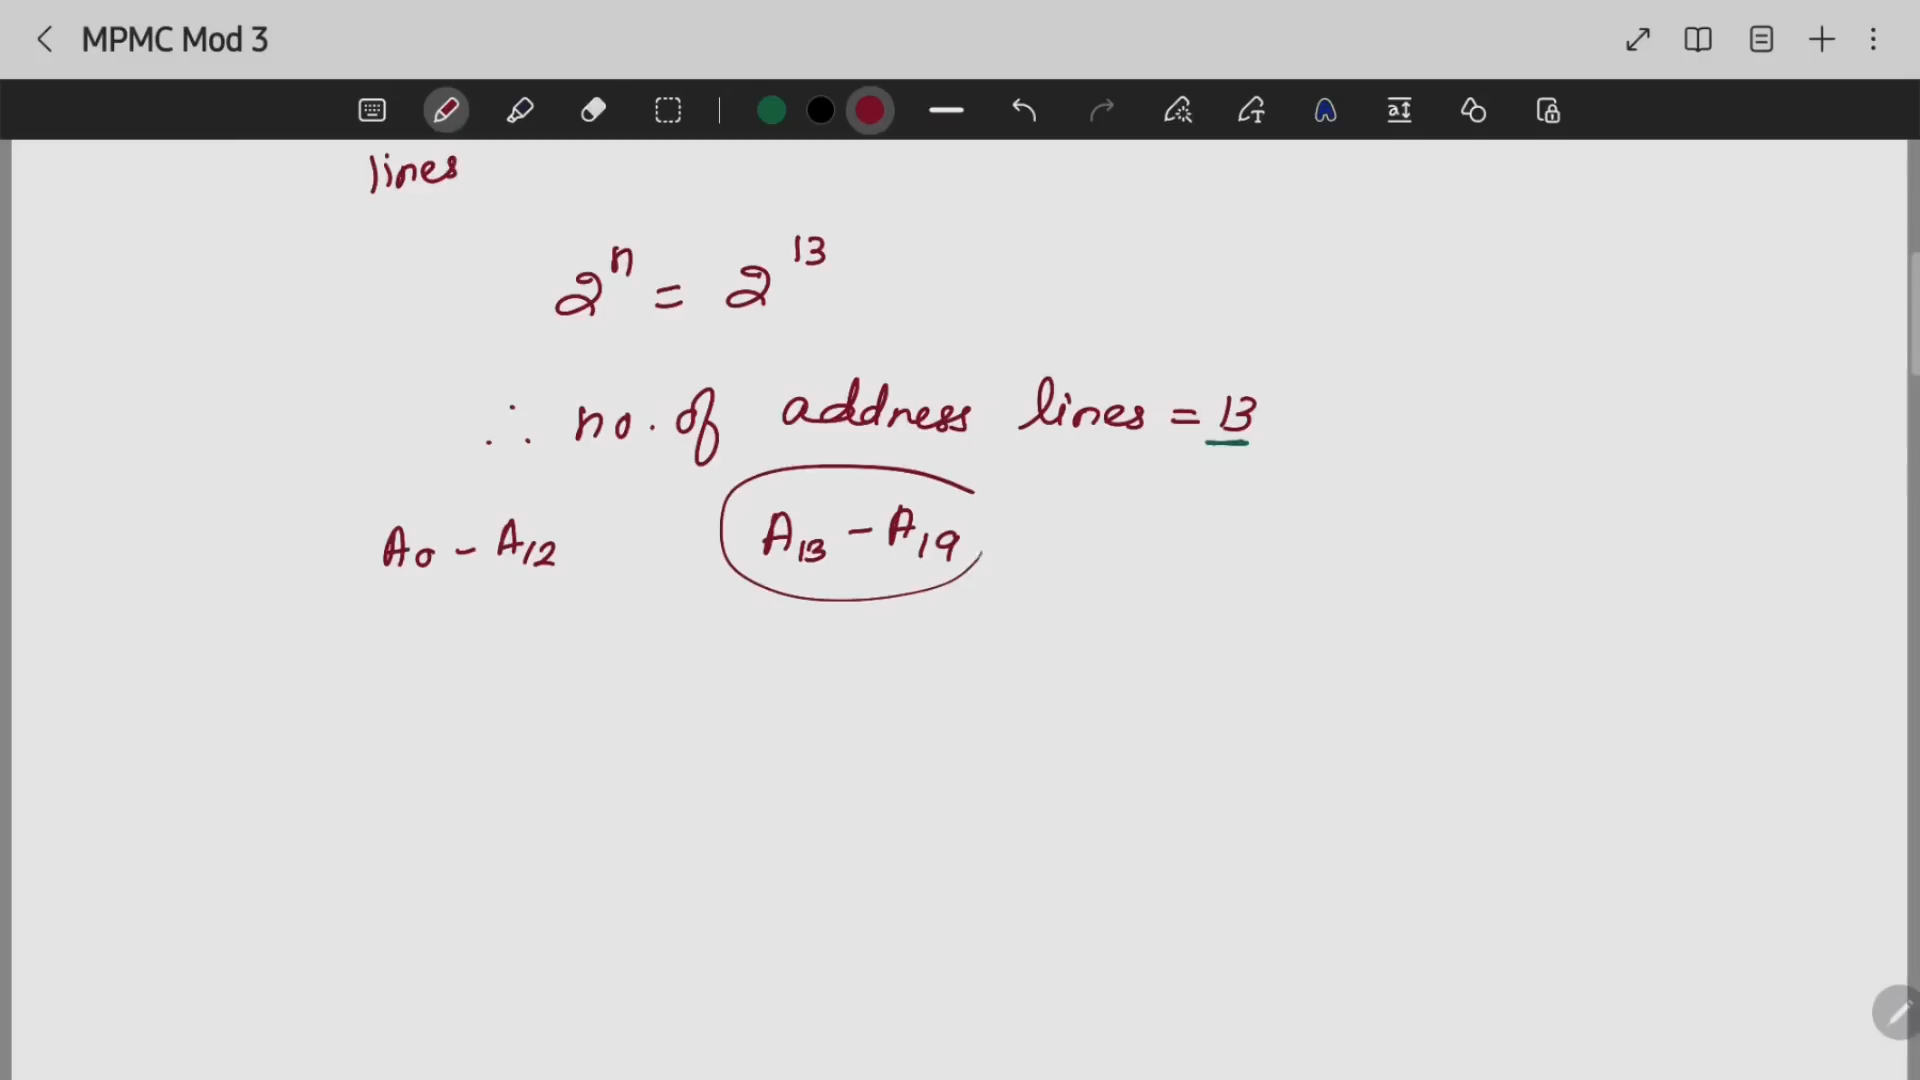 MPMC Mod 3
lines
2^n = 2^13
∴ no. of address lines = 13
A0 - A12 A13 - A19